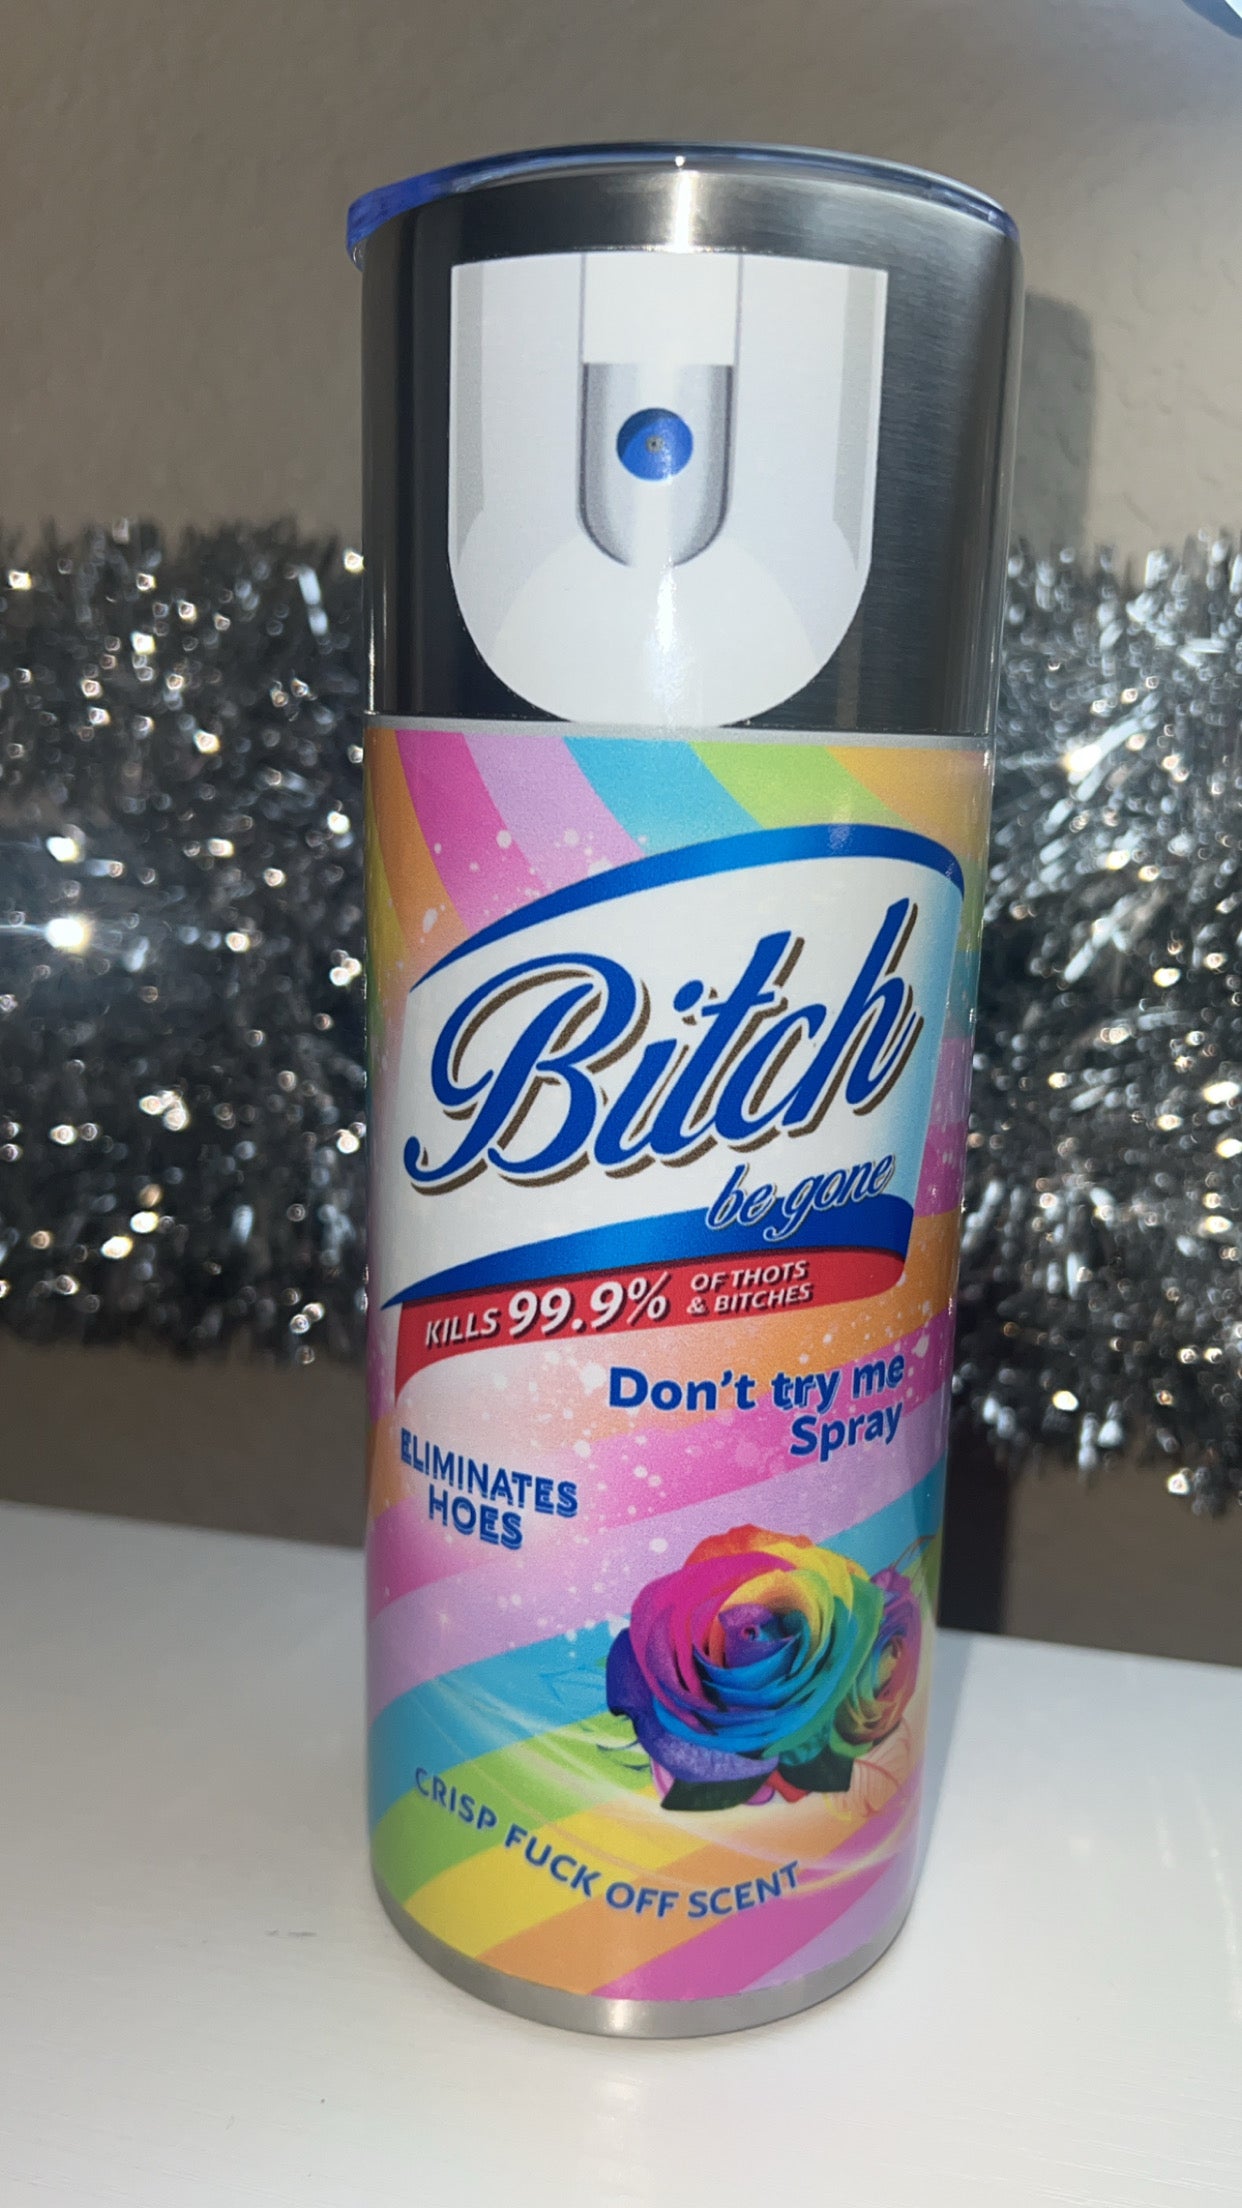 Bitch
be gone
KILLS 99.9% OF THOTS
& BITCHES
Don't try me
Spray
ELIMINATES
HOES
CRISP FUCK OFF SCENT